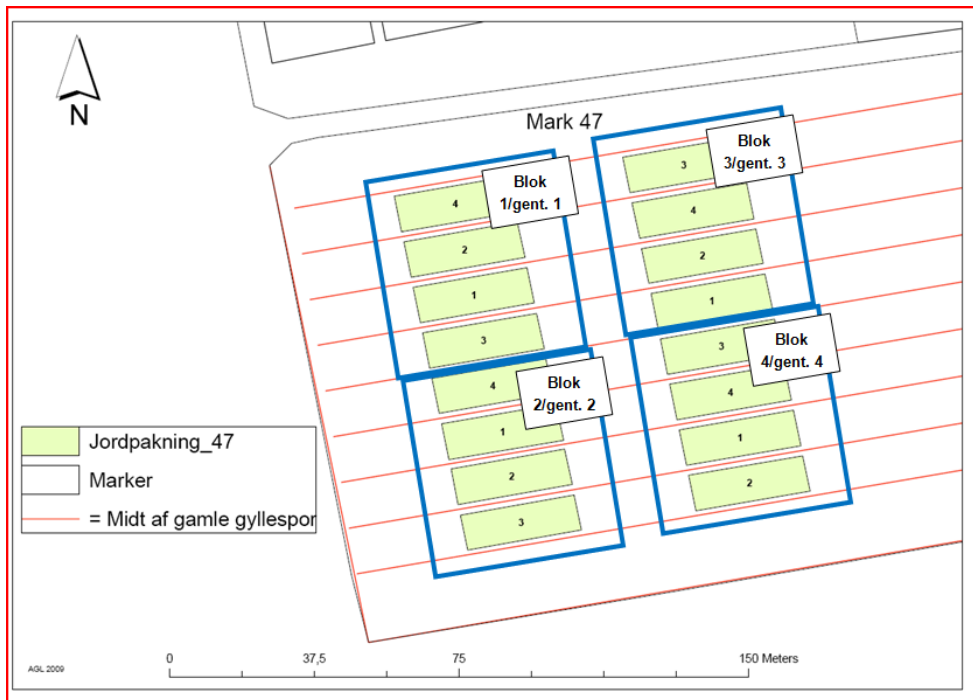 N
Mark 47
Blok
1/gent. 1
4
2
1
3
Blok
2/gent. 2
4
1
2
3
Blok
3/gent. 3
3
4
2
1
Blok
4/gent. 4
3
4
1
2
Jordpakning_47
Marker
= Midt af gamle gyllespor
AGL 2009
0 37,5 75 150 Meters